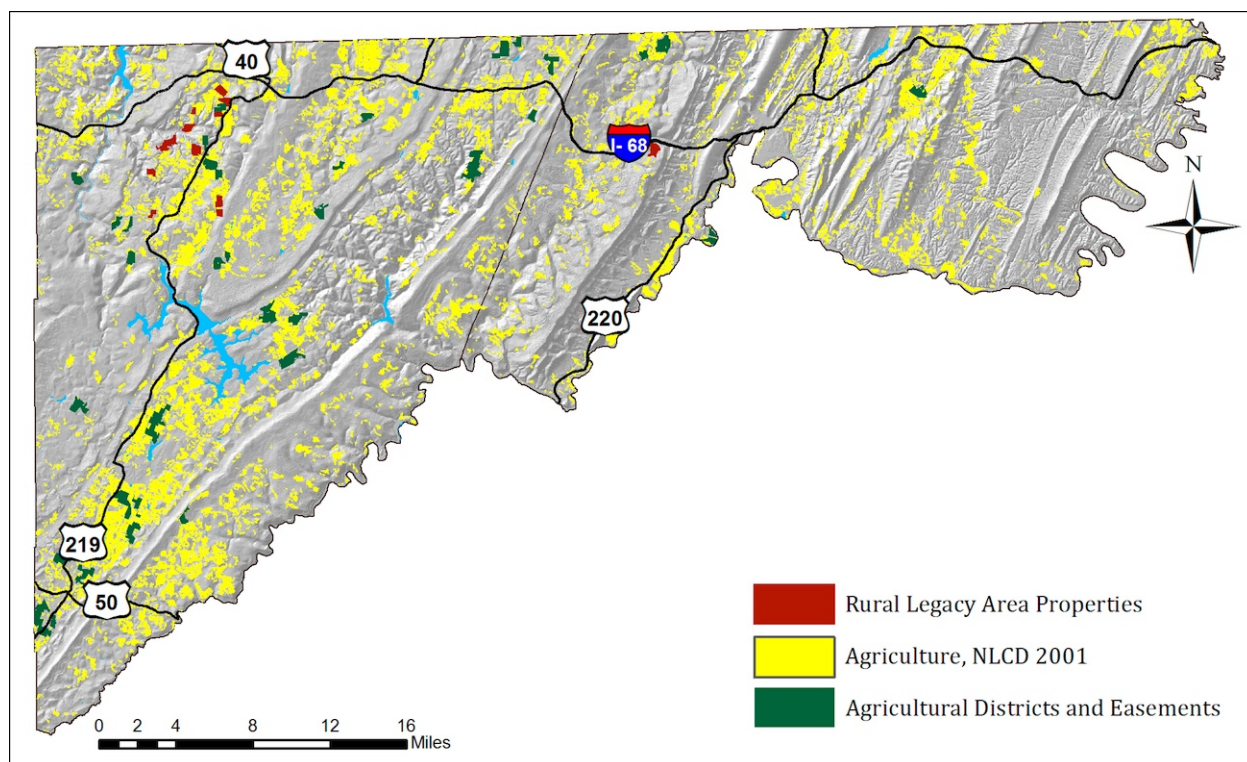 40
I- 68
N
220
219
50
Rural Legacy Area Properties
Agriculture, NLCD 2001
Agricultural Districts and Easements
0 2 4 8 12 16
Miles